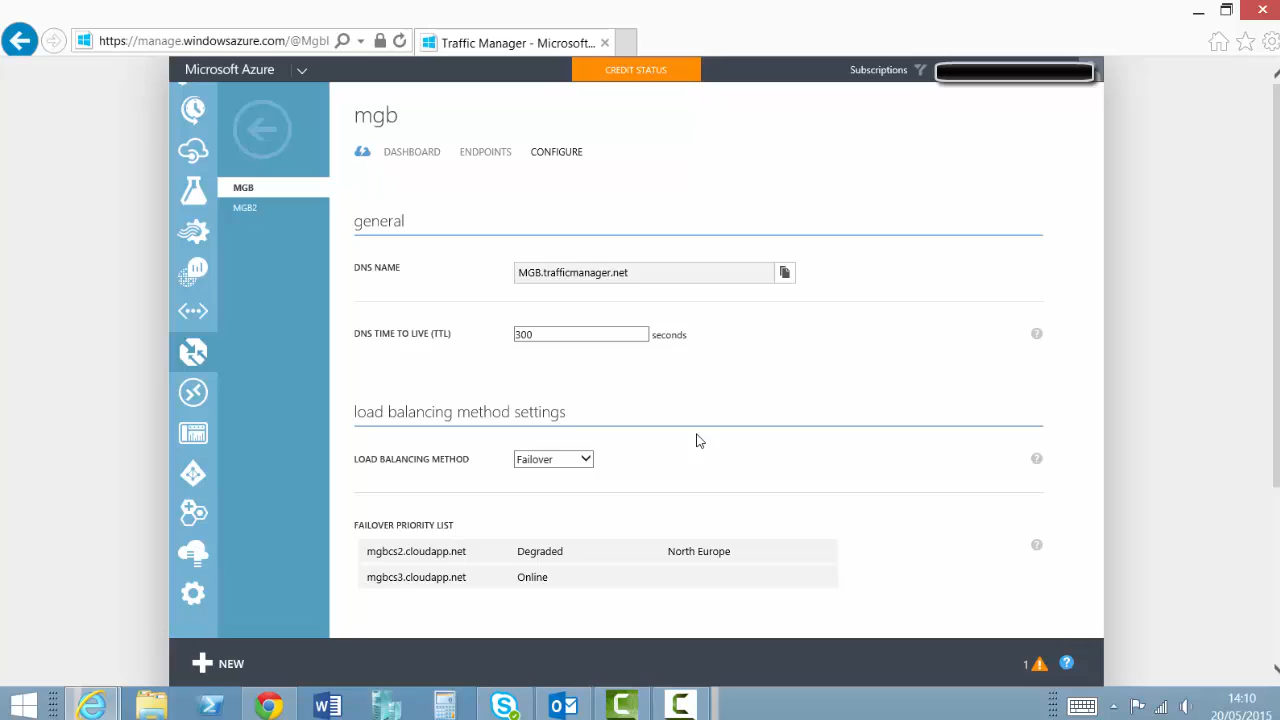 https://manage.windowsazure.com/@Mgbl
Traffic Manager - Microsoft...
Microsoft Azure
CREDIT STATUS
Subscriptions
mgb
DASHBOARD ENDPOINTS CONFIGURE
MGB
MGB2
general
DNS NAME
MGB.trafficmanager.net
DNS TIME TO LIVE (TTL)
300
seconds
load balancing method settings
LOAD BALANCING METHOD
Failover
FAILOVER PRIORITY LIST
mgbcs2.cloudapp.net Degraded North Europe
mgbcs3.cloudapp.net Online
NEW
1
14:10
20/05/2015